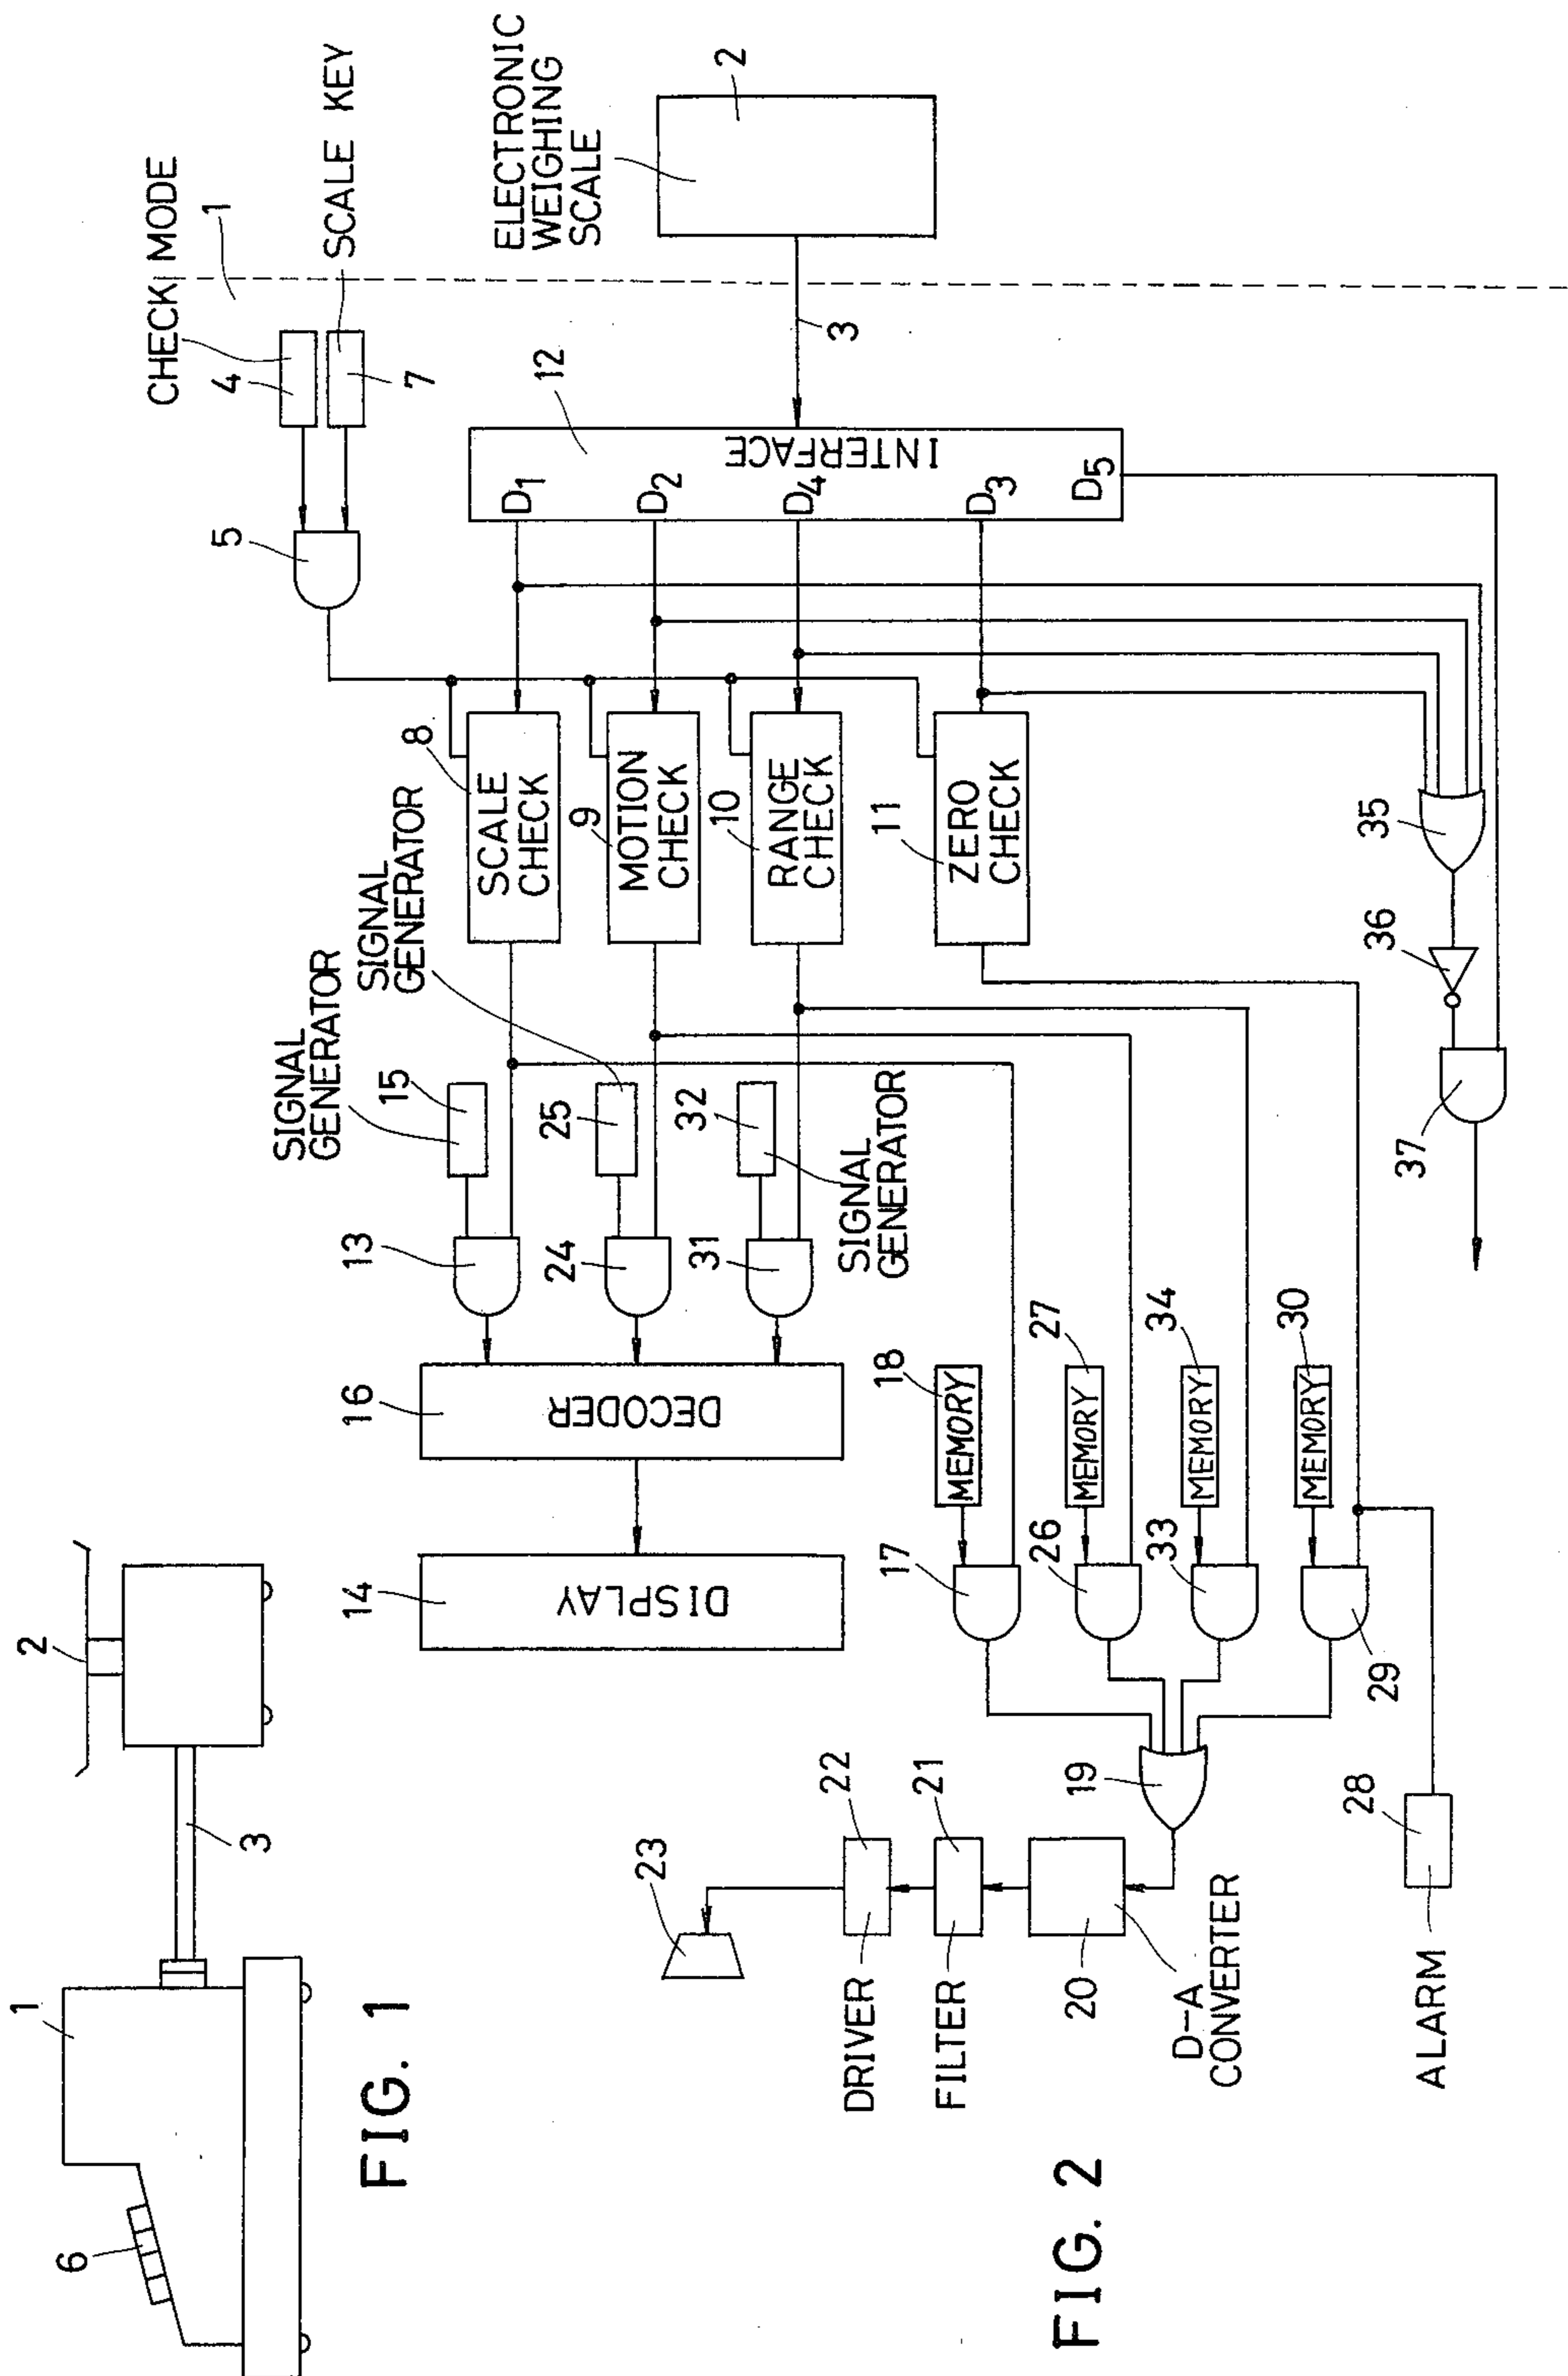 1
2
3
6
FIG. 1
CHECK MODE
4
1
SCALE KEY
7
5
ELECTRONIC
WEIGHING
SCALE
2
3
12
INTERFACE
D1
D2
D4
D3
D5
8
SCALE
CHECK
9
MOTION
CHECK
10
RANGE
CHECK
11
ZERO
CHECK
SIGNAL
GENERATOR
15
SIGNAL
GENERATOR
25
32
SIGNAL
GENERATOR
13
24
31
16
DECODER
14
DISPLAY
18
MEMORY
27
MEMORY
34
MEMORY
30
MEMORY
17
26
33
29
19
35
36
37
23
22
DRIVER
21
FILTER
20
D-A
CONVERTER
28
ALARM
FIG. 2